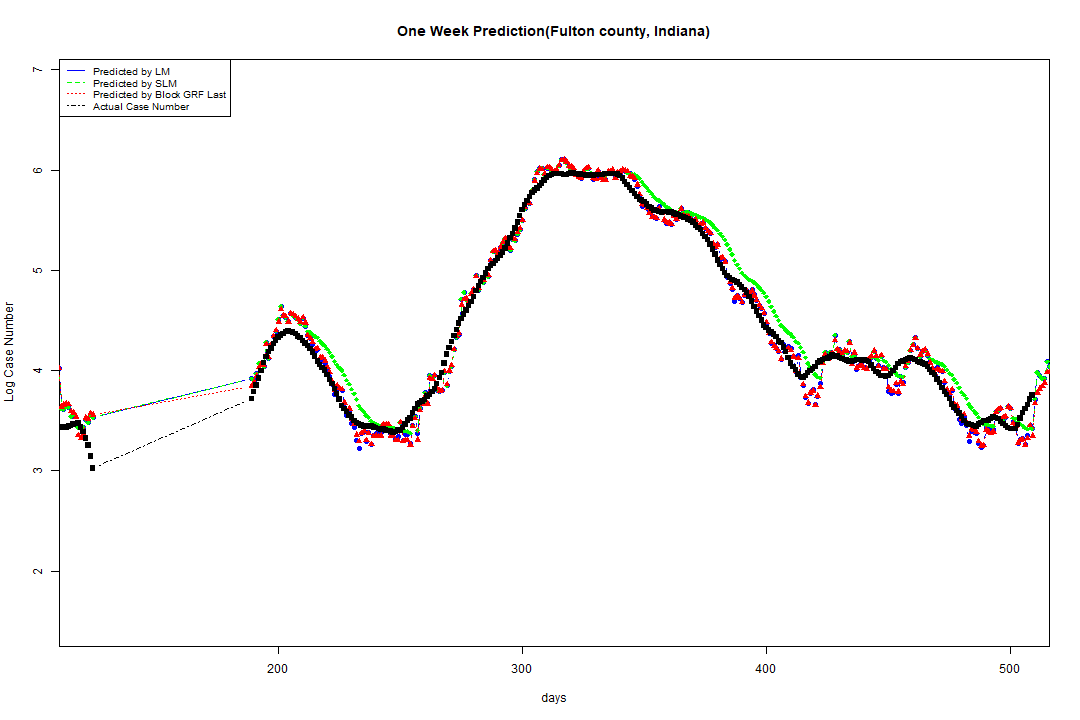 One Week Prediction(Fulton county, Indiana)
Predicted by LM
Predicted by SLM
Predicted by Block GRF Last
Actual Case Number
7
6
5
4
3
2
Log Case Number
200
300
400
500
days